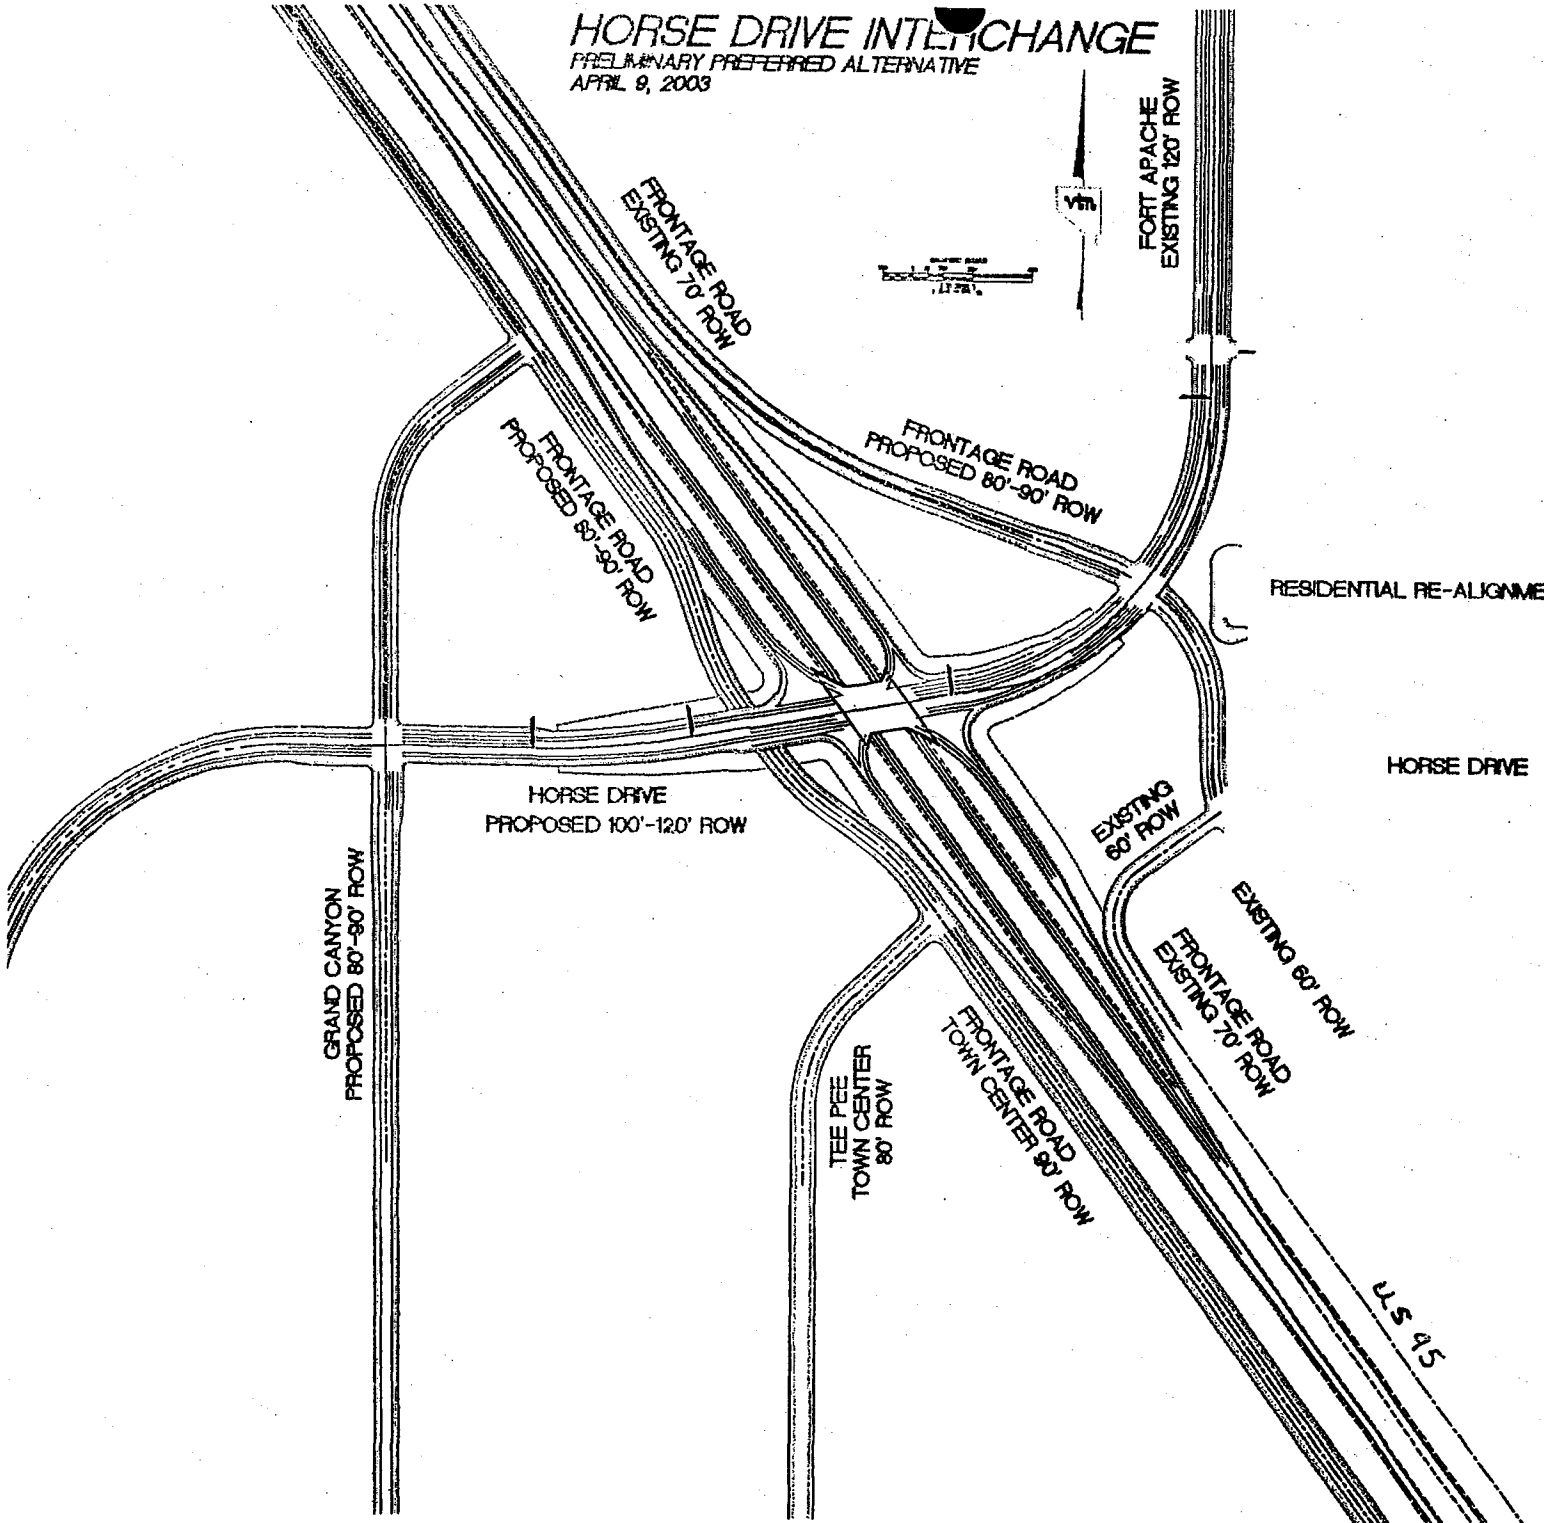 HORSE DRIVE INTERCHANGE
PRELIMINARY PREFERRED ALTERNATIVE
APRIL 9, 2003
FORT APACHE
EXISTING 120' ROW
vtn
FRONTAGE ROAD
EXISTING 70' ROW
FRONTAGE ROAD
PROPOSED 80'-90' ROW
FRONTAGE ROAD
PROPOSED 80'-90' ROW
RESIDENTIAL RE-ALIGNME
HORSE DRIVE
HORSE DRIVE
PROPOSED 100'-120' ROW
EXISTING
60' ROW
GRAND CANYON
PROPOSED 80'-90' ROW
EXISTING 60' ROW
FRONTAGE ROAD
EXISTING 70' ROW
TEE PEE
TOWN CENTER
80' ROW
FRONTAGE ROAD
TOWN CENTER 90' ROW
US 95